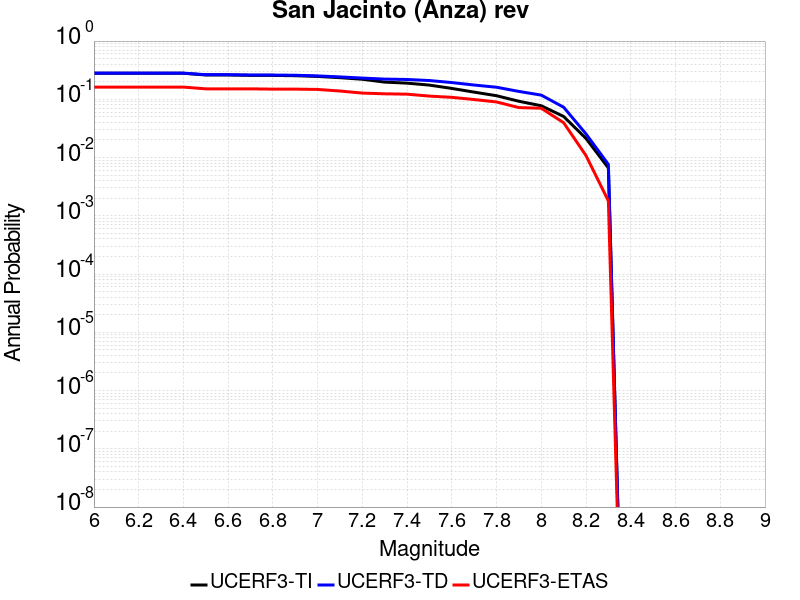 San Jacinto (Anza) rev
10^0
10^-1
10^-2
10^-3
10^-4
10^-5
10^-6
10^-7
10^-8
Annual Probability
6 6.2 6.4 6.6 6.8 7 7.2 7.4 7.6 7.8 8 8.2 8.4 8.6 8.8 9
Magnitude
UCERF3-TI UCERF3-TD UCERF3-ETAS